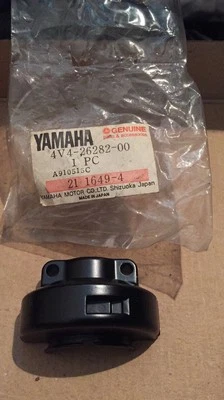 YAMAHA
GENUINE
4V4-26282-00
1 PC
A910515C
21 1649-4
YAMAHA MOTOR CO.LTD. Shizuoka Japan
MADE IN JAPAN